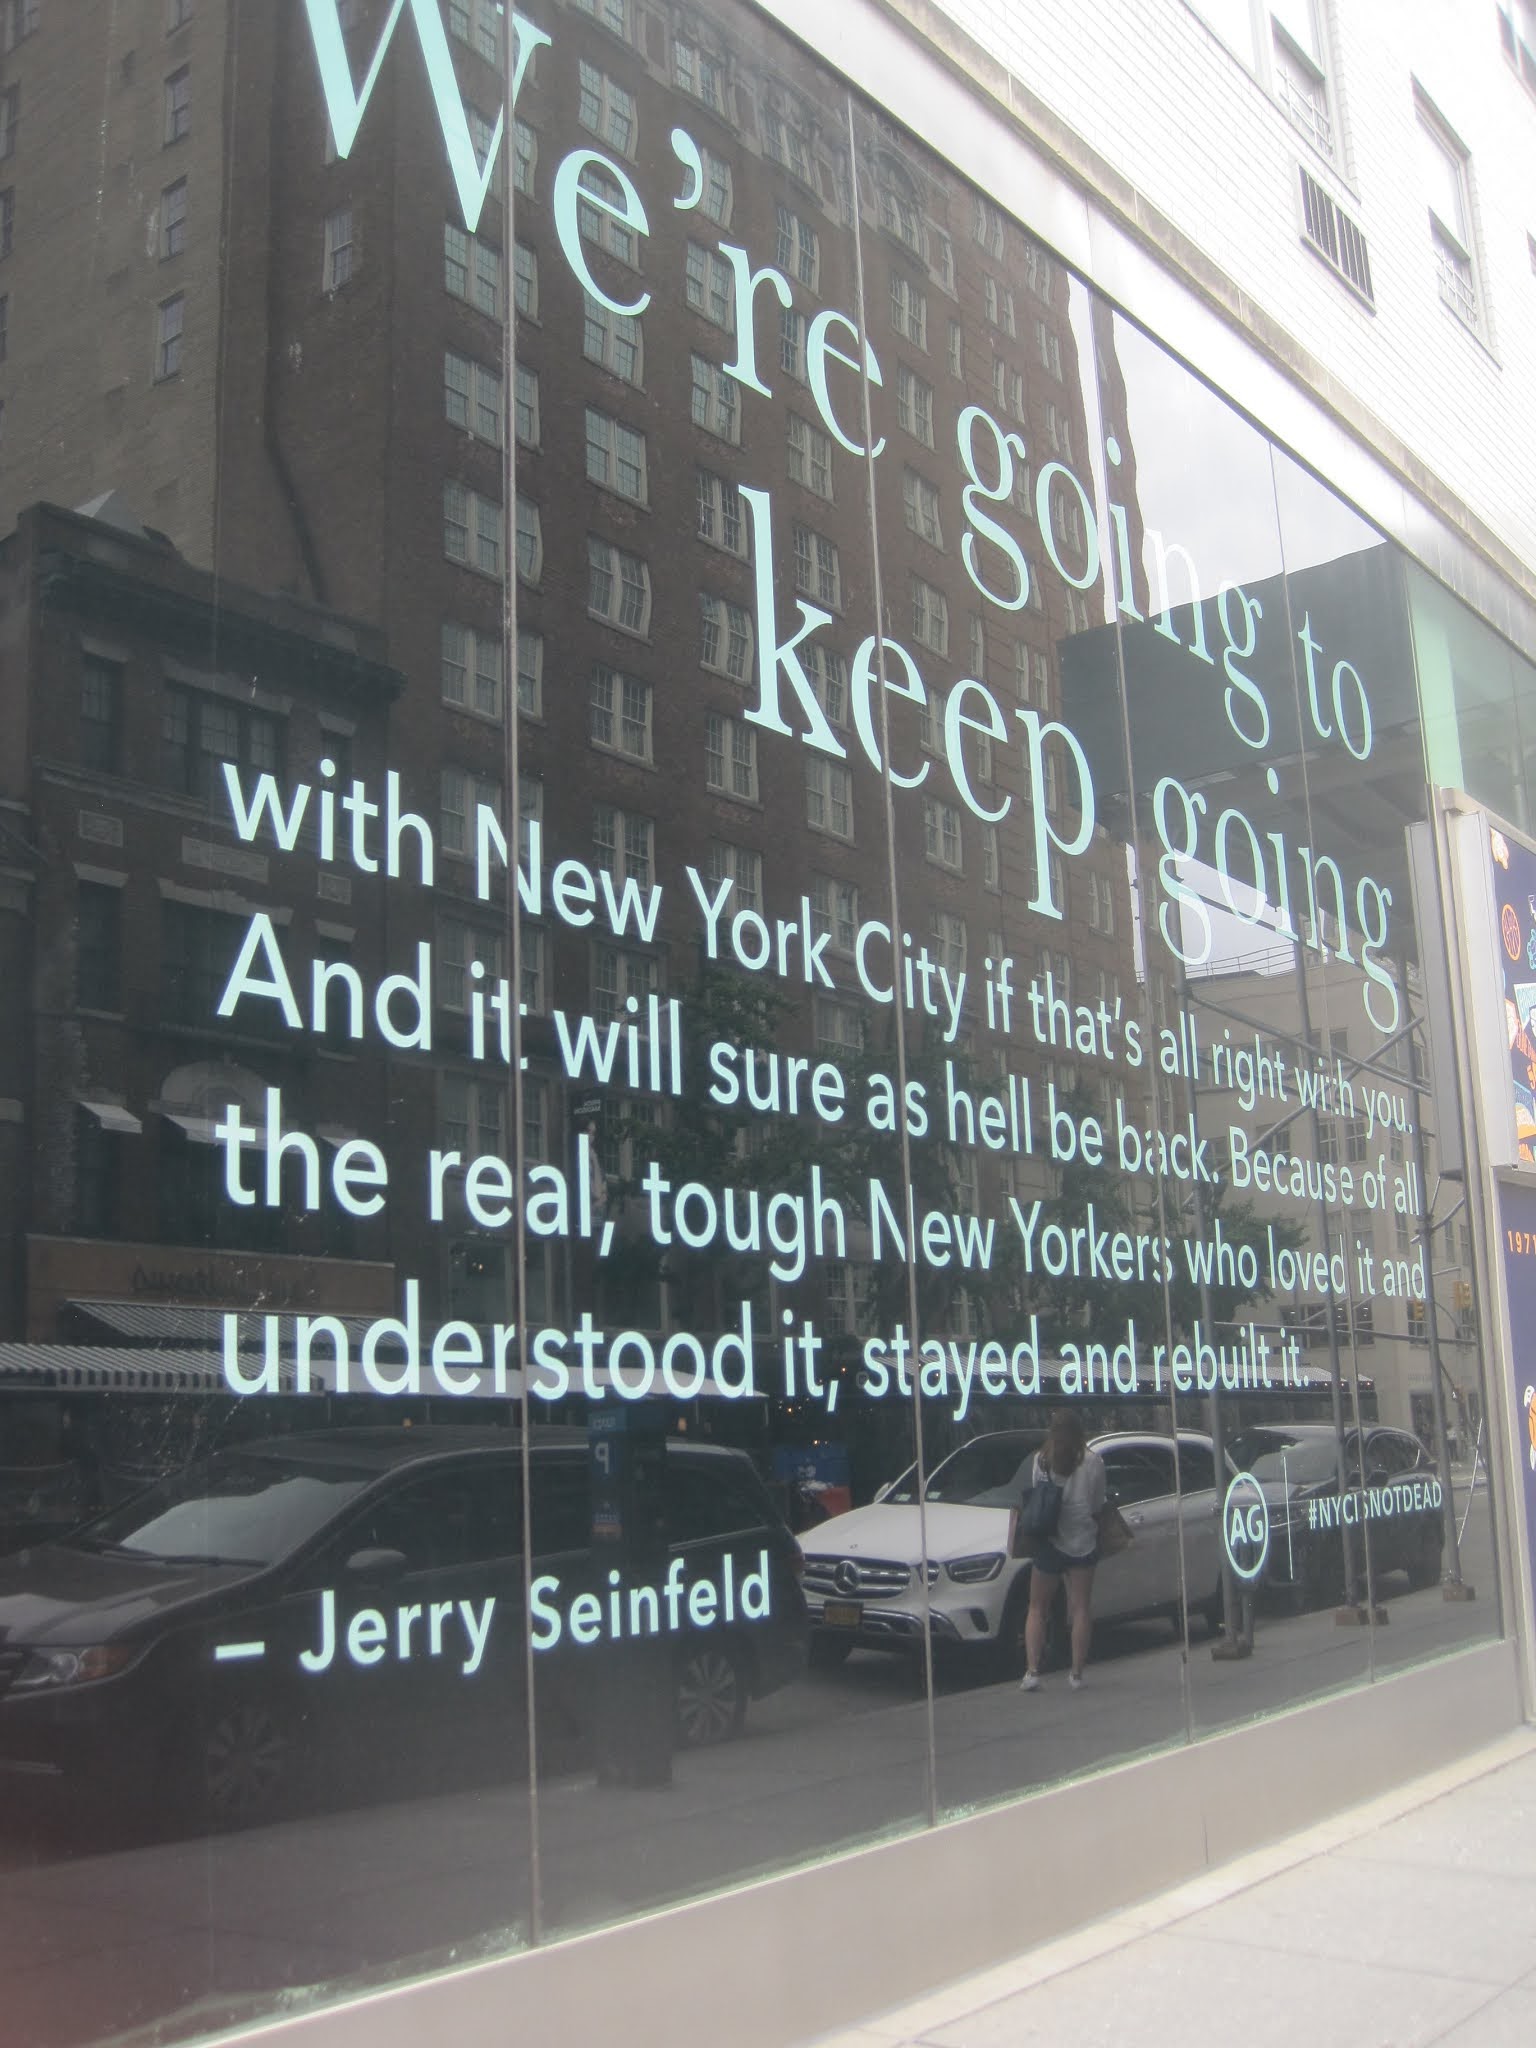 We're going to
keep going
with New York City if that's all right with you.
And it will sure as hell be back. Because of all
the real, tough New Yorkers who loved it and
understood it, stayed and rebuilt it.
– Jerry Seinfeld
AG
#NYCISNOTDEAD
1971
P